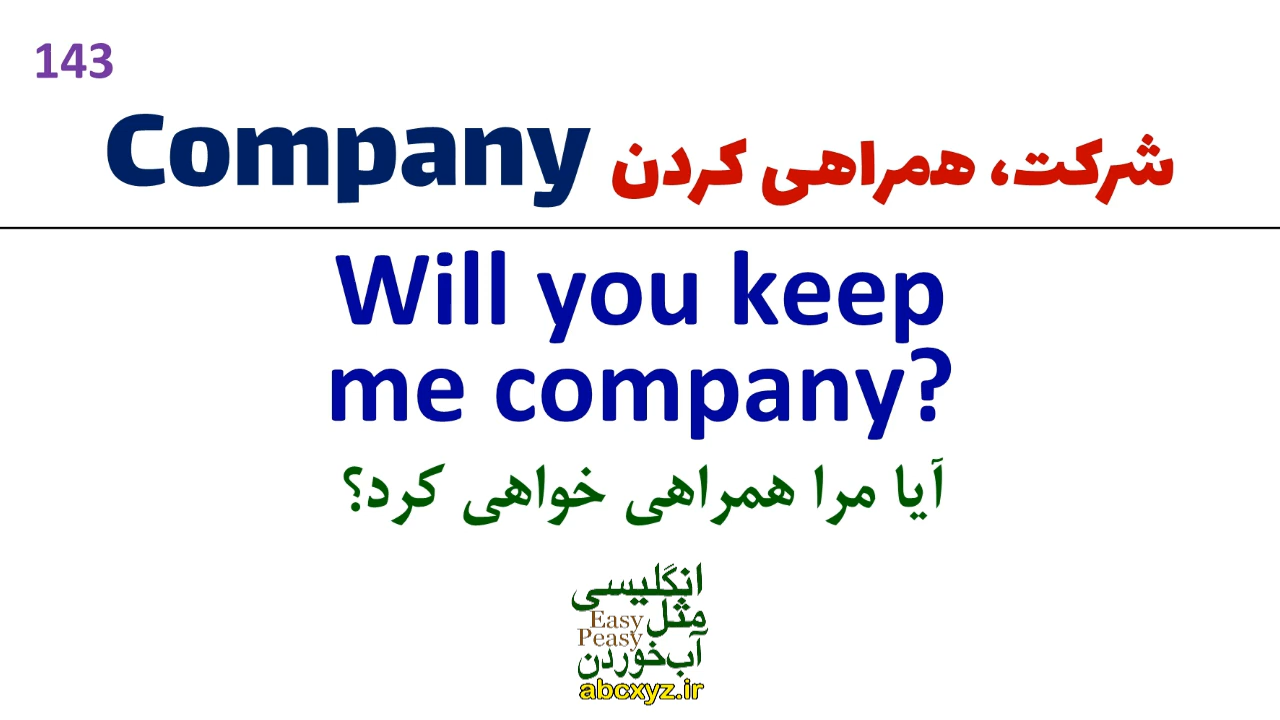 143
Company شرکت، همراهی کردن
Will you keep
me company?
آیا مرا همراهی خواهی کرد؟
انگلیسی
مثل Easy
Peasy
آب‌خوردن
abcxyz.ir